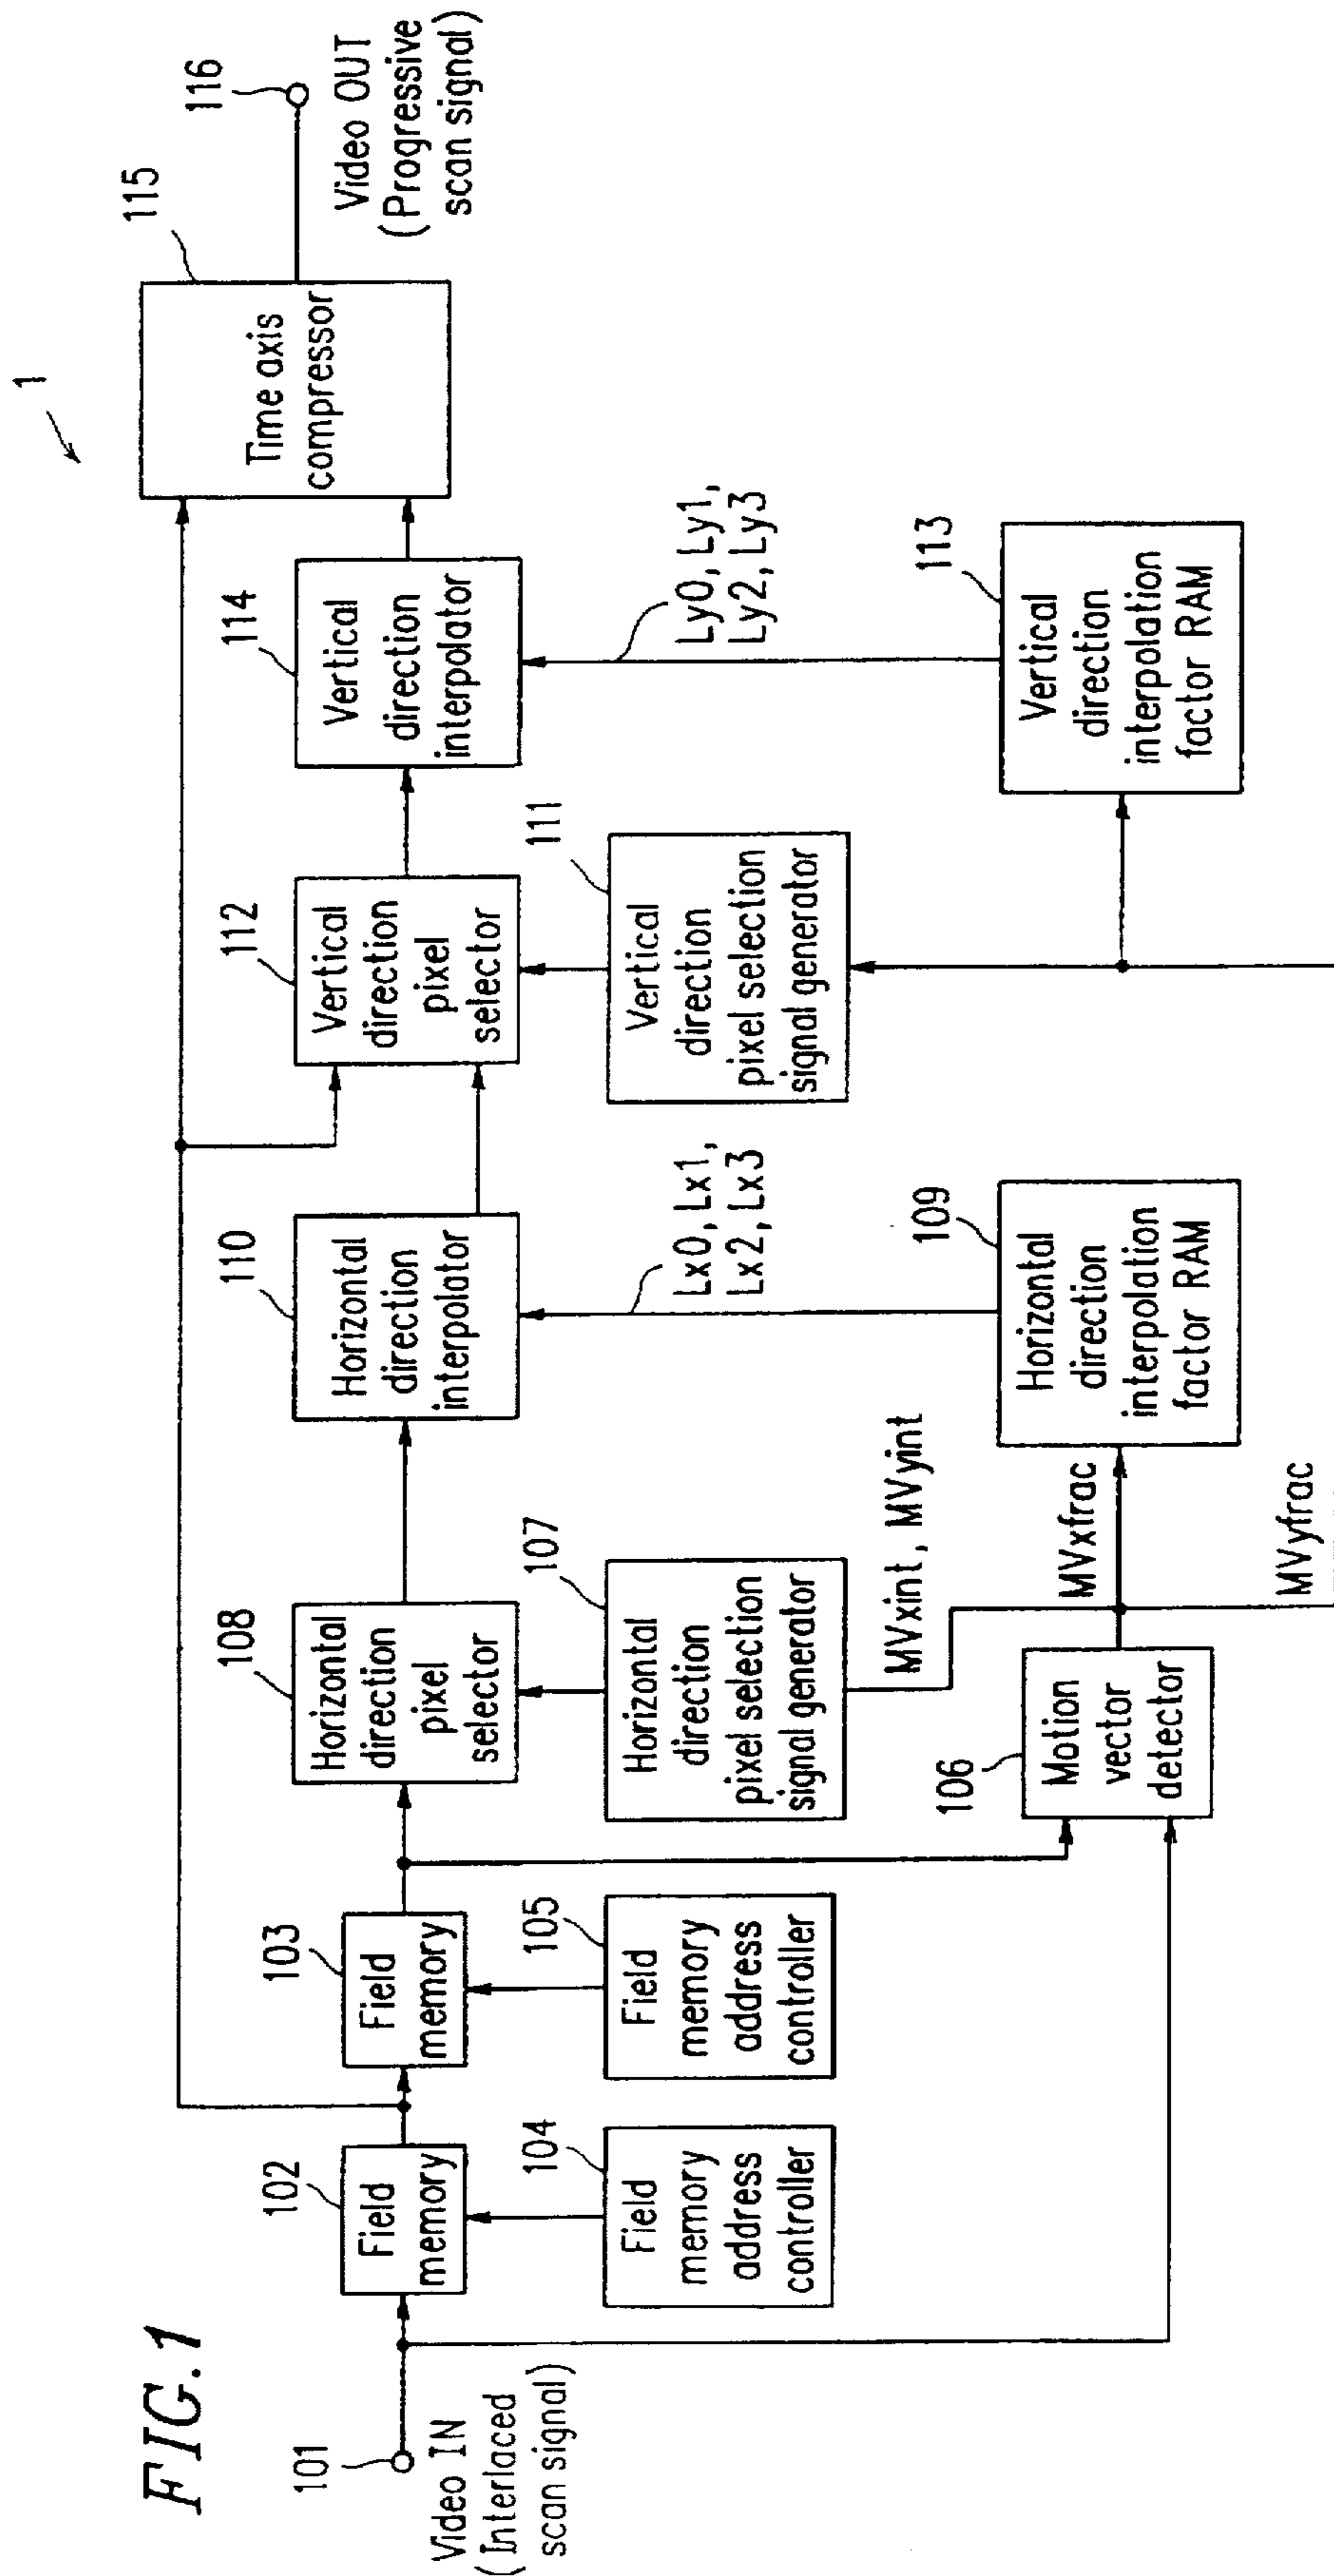 FIG.1
1
101
Video IN
(Interlaced
scan signal)
102
Field
memory
103
Field
memory
104
Field
memory
address
controller
105
Field
memory
address
controller
106
Motion
vector
detector
107
Horizontal
direction
pixel selection
signal generator
108
Horizontal
direction
pixel
selector
MVxint, MVyint
MVxfrac
MVyfrac
109
Horizontal
direction
interpolation
factor RAM
Lx0, Lx1,
Lx2, Lx3
110
Horizontal
direction
interpolator
111
Vertical
direction
pixel selection
signal generator
112
Vertical
direction
pixel
selector
113
Vertical
direction
interpolation
factor RAM
Ly0, Ly1,
Ly2, Ly3
114
Vertical
direction
interpolator
115
Time axis
compressor
116
Video OUT
(Progressive
scan signal)